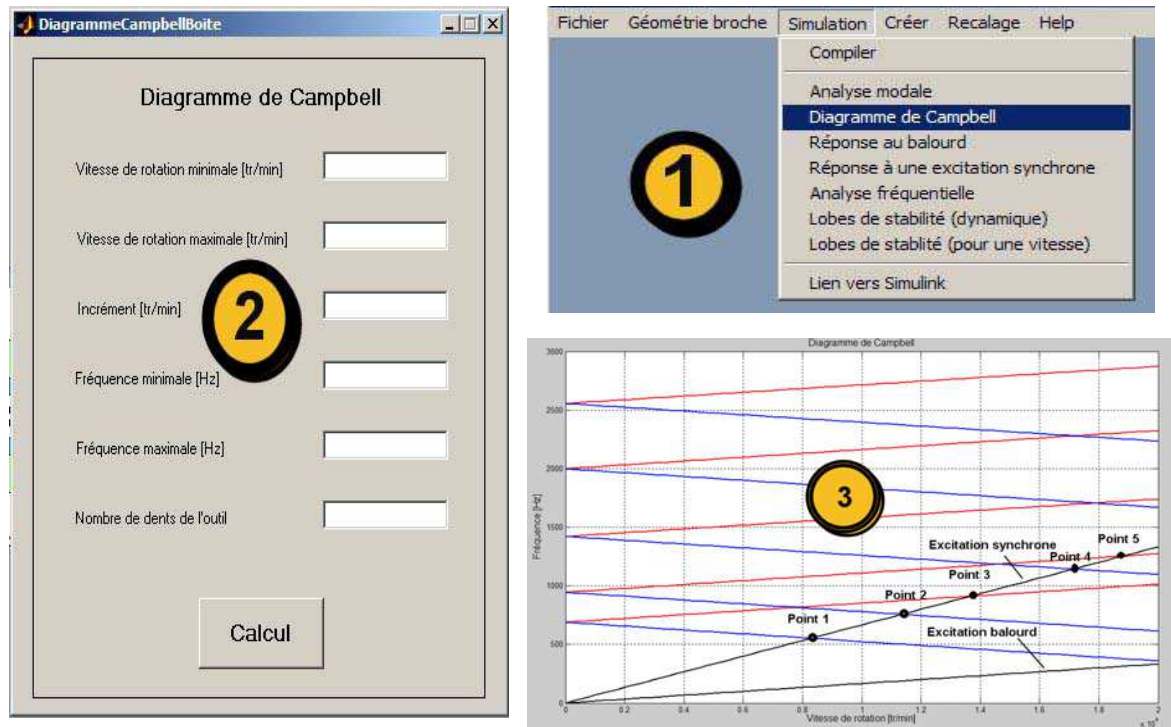 DiagrammeCampbellBoite
Diagramme de Campbell
Vitesse de rotation minimale [tr/min]
Vitesse de rotation maximale [tr/min]
Incrément [tr/min]
2
Fréquence minimale [Hz]
Fréquence maximale [Hz]
Nombre de dents de l'outil
Calcul
Fichier Géométrie broche Simulation Créer Recalage Help
Compiler
Analyse modale
Diagramme de Campbell
Réponse au balourd
Réponse à une excitation synchrone
Analyse fréquentielle
Lobes de stabilité (dynamique)
Lobes de stablité (pour une vitesse)
Lien vers Simulink
1
Diagramme de Campbell
3
Fréquence [Hz]
3500
2500
2000
1500
1000
500
0
Excitation synchrone
Point 5
Point 4
Point 3
Point 2
Point 1
Excitation balourd
0 0.2 0.4 0.6 0.8 1 1.2 1.4 1.6 1.8 2
Vitesse de rotation [tr/min]